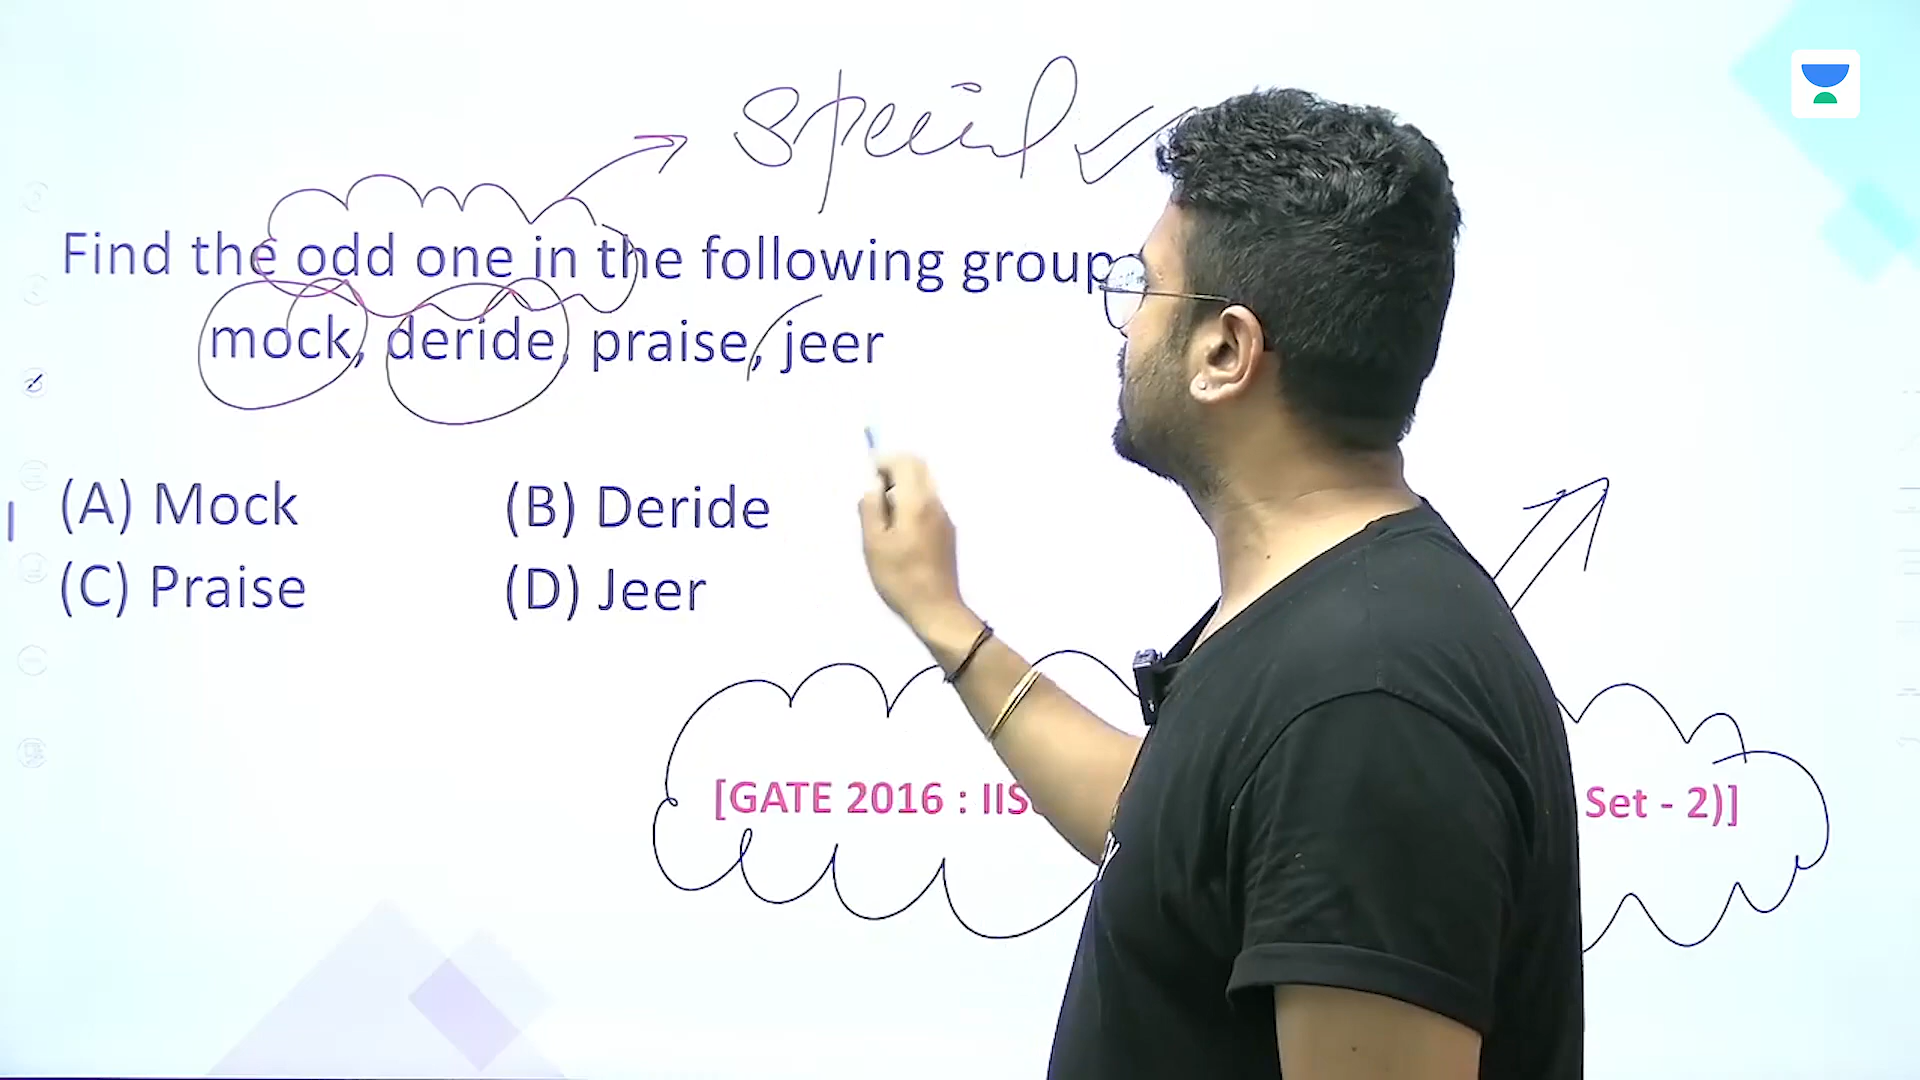 special
Find the odd one in the following group
mock, deride, praise, jeer
(A) Mock
(B) Deride
(C) Praise
(D) Jeer
[GATE 2016 : IIS
Set - 2)]